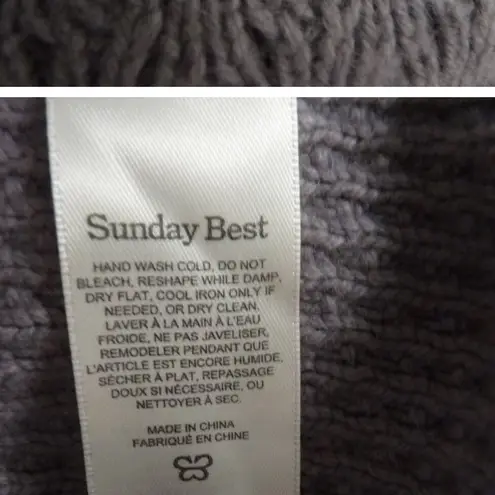 Sunday Best
HAND WASH COLD, DO NOT
BLEACH, RESHAPE WHILE DAMP,
DRY FLAT, COOL IRON ONLY IF
NEEDED, OR DRY CLEAN.
LAVER À LA MAIN À L'EAU
FROIDE, NE PAS JAVELISER,
REMODELER PENDANT QUE
L'ARTICLE EST ENCORE HUMIDE,
SÉCHER À PLAT, REPASSAGE
DOUX SI NÉCESSAIRE, OU
NETTOYER À SEC.
MADE IN CHINA
FABRIQUÉ EN CHINE